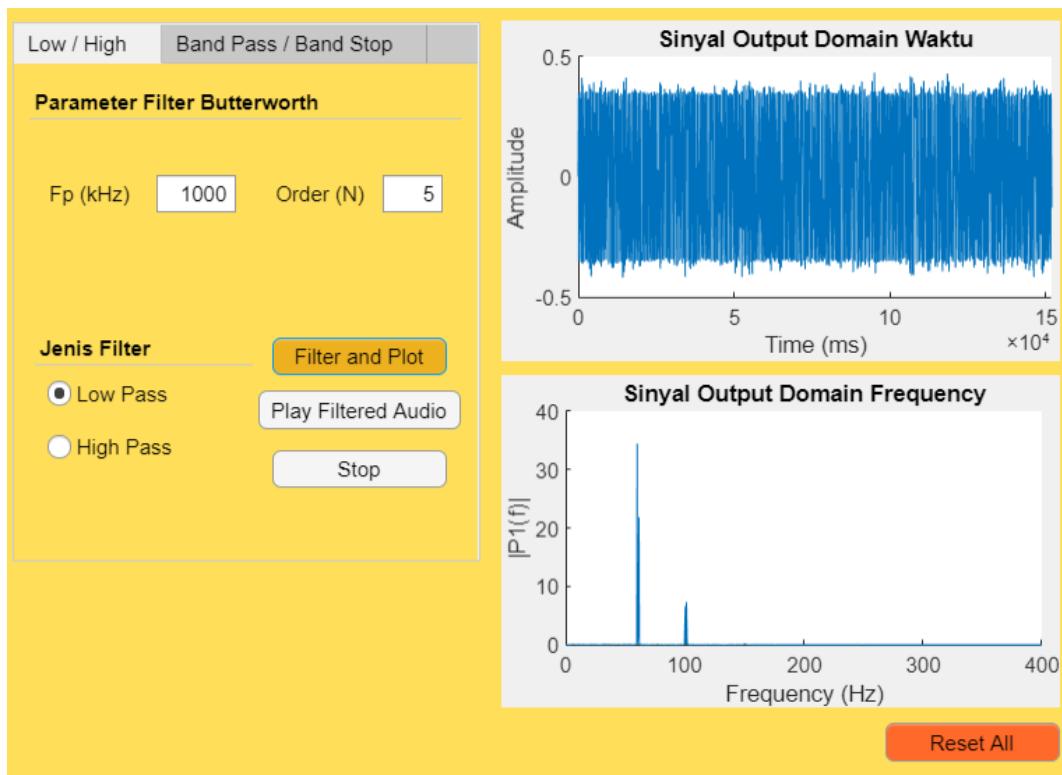 Low / High
Band Pass / Band Stop
Parameter Filter Butterworth
Fp (kHz)
1000
Order (N)
5
Jenis Filter
Low Pass
High Pass
Filter and Plot
Play Filtered Audio
Stop
Sinyal Output Domain Waktu
Amplitude
0.5
0
-0.5
0 5 10 15
Time (ms)
×10⁴
Sinyal Output Domain Frequency
|P1(f)|
40
30
20
10
0
0 100 200 300 400
Frequency (Hz)
Reset All